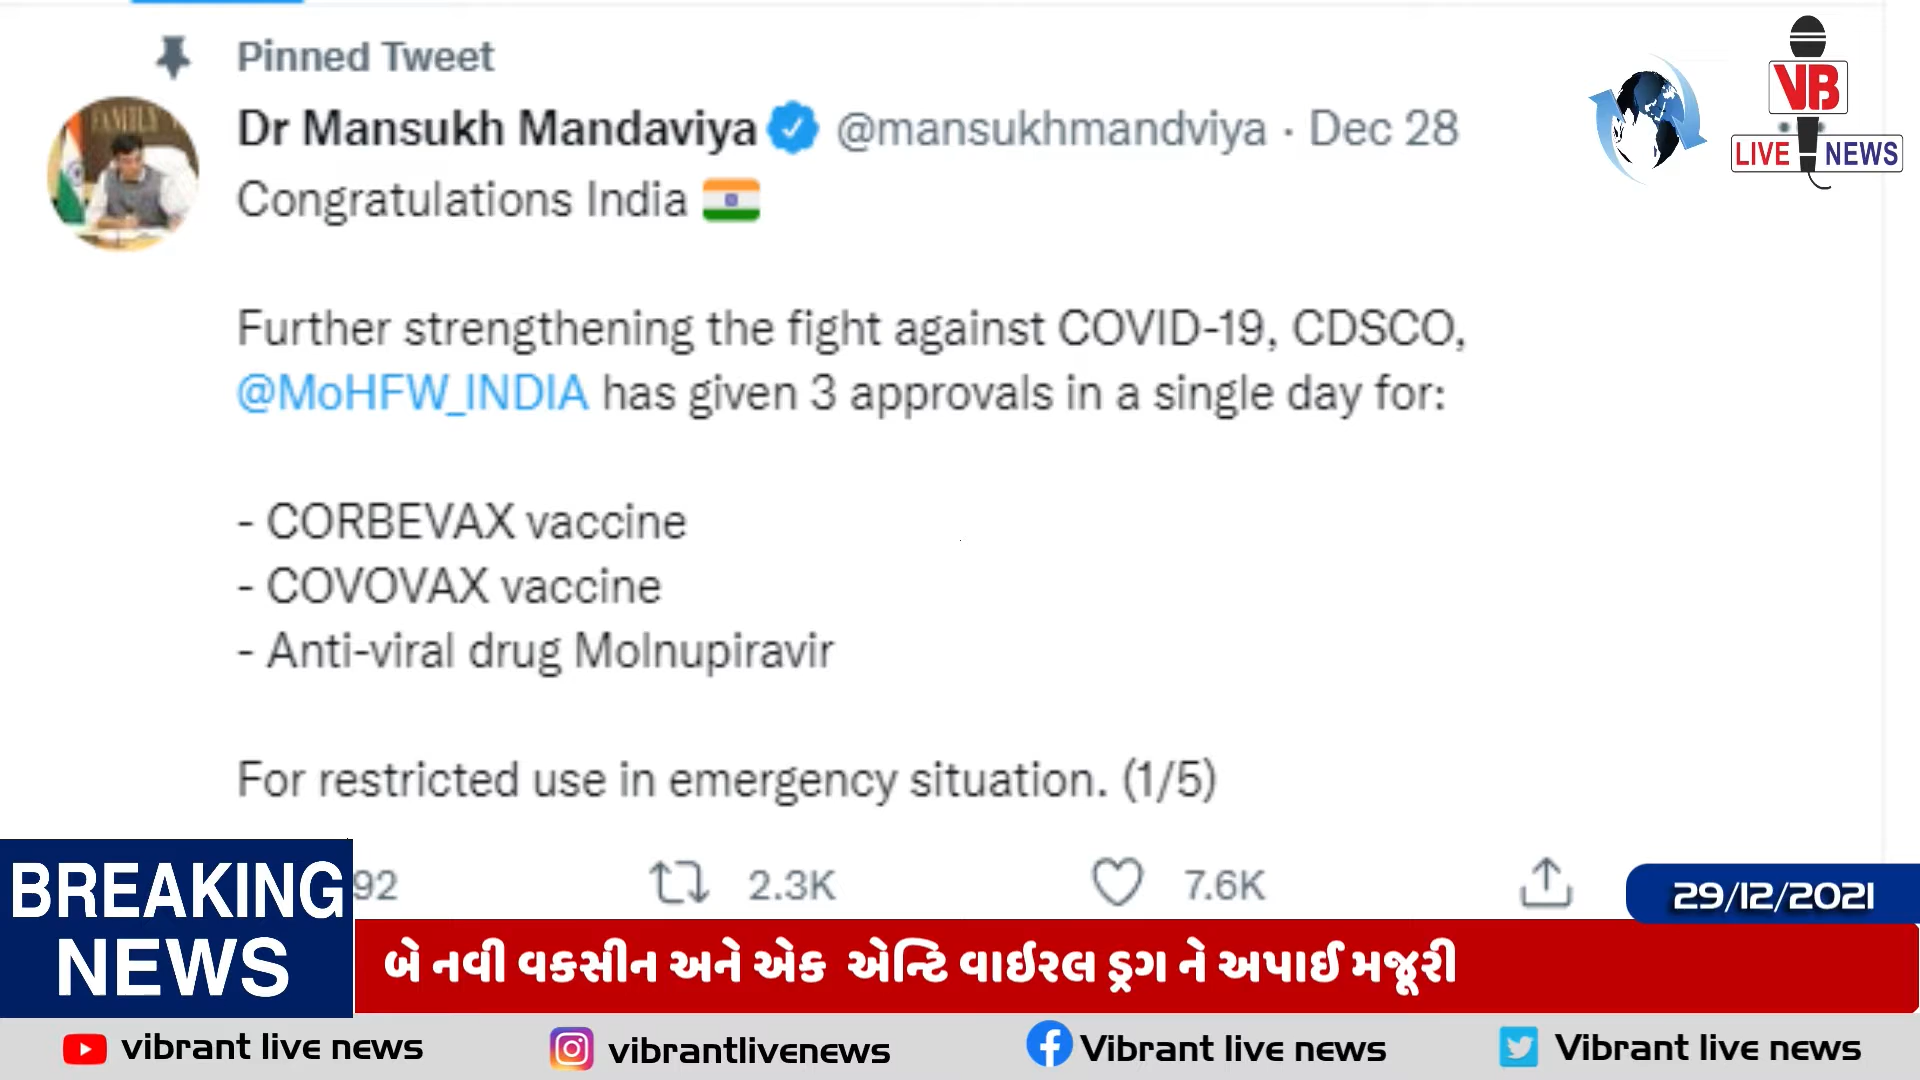 Pinned Tweet
Dr Mansukh Mandaviya @mansukhmandviya · Dec 28
Congratulations India 🇮🇳
Further strengthening the fight against COVID-19, CDSCO,
@MoHFW_INDIA has given 3 approvals in a single day for:
- CORBEVAX vaccine
- COVOVAX vaccine
- Anti-viral drug Molnupiravir
For restricted use in emergency situation. (1/5)
92 2.3K 7.6K
FAMILY
VB
LIVE NEWS
29/12/2021
BREAKING
NEWS
બે નવી વકસીન અને એક એન્ટિ વાઇરલ ડ્રગ ને અપાઈ મજૂરી
vibrant live news
vibrantlivenews
Vibrant live news
Vibrant live news